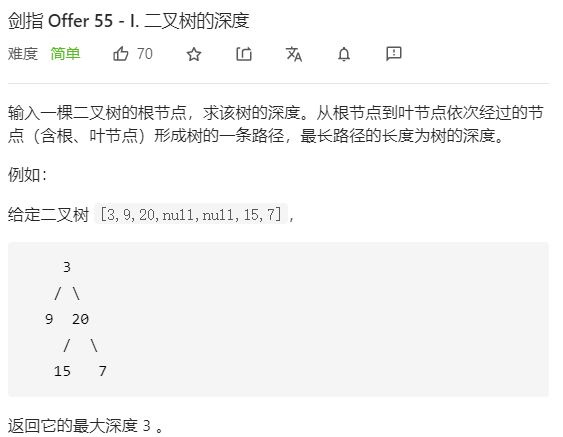 剑指 Offer 55 - I. 二叉树的深度
难度 简单 70
输入一棵二叉树的根节点，求该树的深度。从根节点到叶节点依次经过的节
点（含根、叶节点）形成树的一条路径，最长路径的长度为树的深度。
例如：
给定二叉树 [3,9,20,null,null,15,7]，
3
/ \
9 20
/ \
15 7
返回它的最大深度 3 。